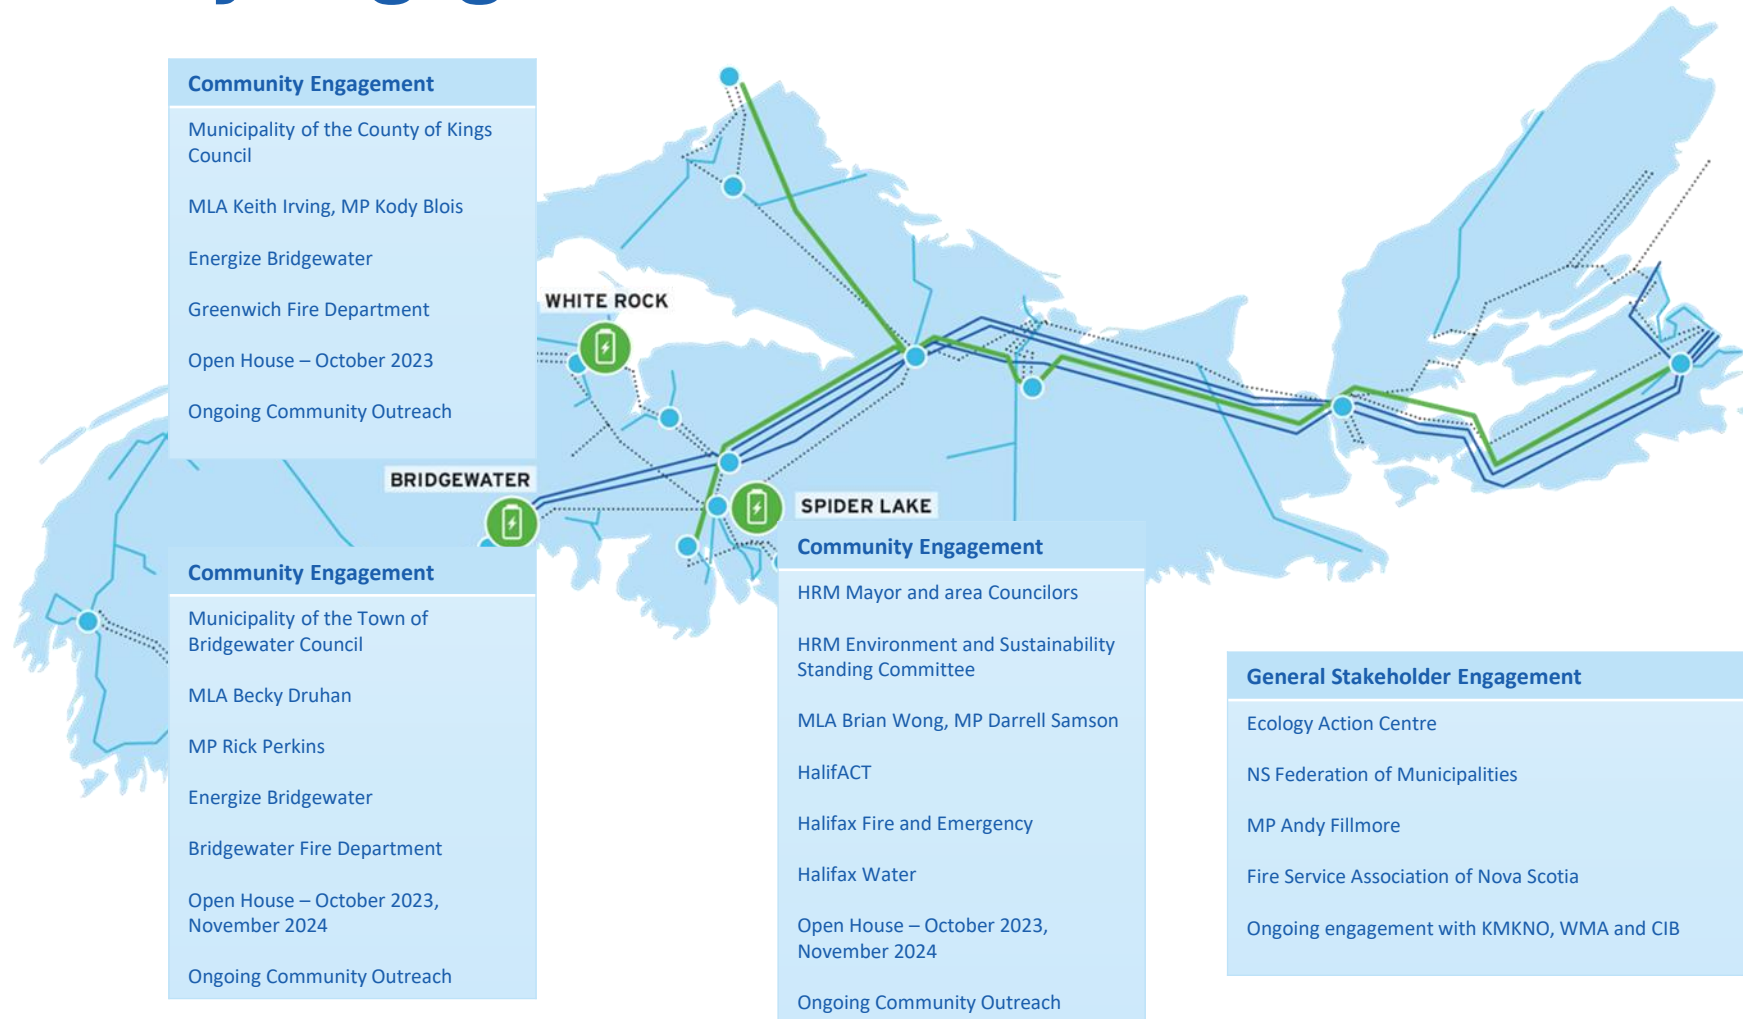 Community Engagement
Municipality of the County of Kings
Council
MLA Keith Irving, MP Kody Blois
Energize Bridgewater
Greenwich Fire Department
Open House – October 2023
Ongoing Community Outreach
WHITE ROCK
BRIDGEWATER
SPIDER LAKE
Community Engagement
Municipality of the Town of
Bridgewater Council
MLA Becky Druhan
MP Rick Perkins
Energize Bridgewater
Bridgewater Fire Department
Open House – October 2023,
November 2024
Ongoing Community Outreach
Community Engagement
HRM Mayor and area Councilors
HRM Environment and Sustainability
Standing Committee
MLA Brian Wong, MP Darrell Samson
HalifACT
Halifax Fire and Emergency
Halifax Water
Open House – October 2023,
November 2024
Ongoing Community Outreach
General Stakeholder Engagement
Ecology Action Centre
NS Federation of Municipalities
MP Andy Fillmore
Fire Service Association of Nova Scotia
Ongoing engagement with KMKNO, WMA and CIB